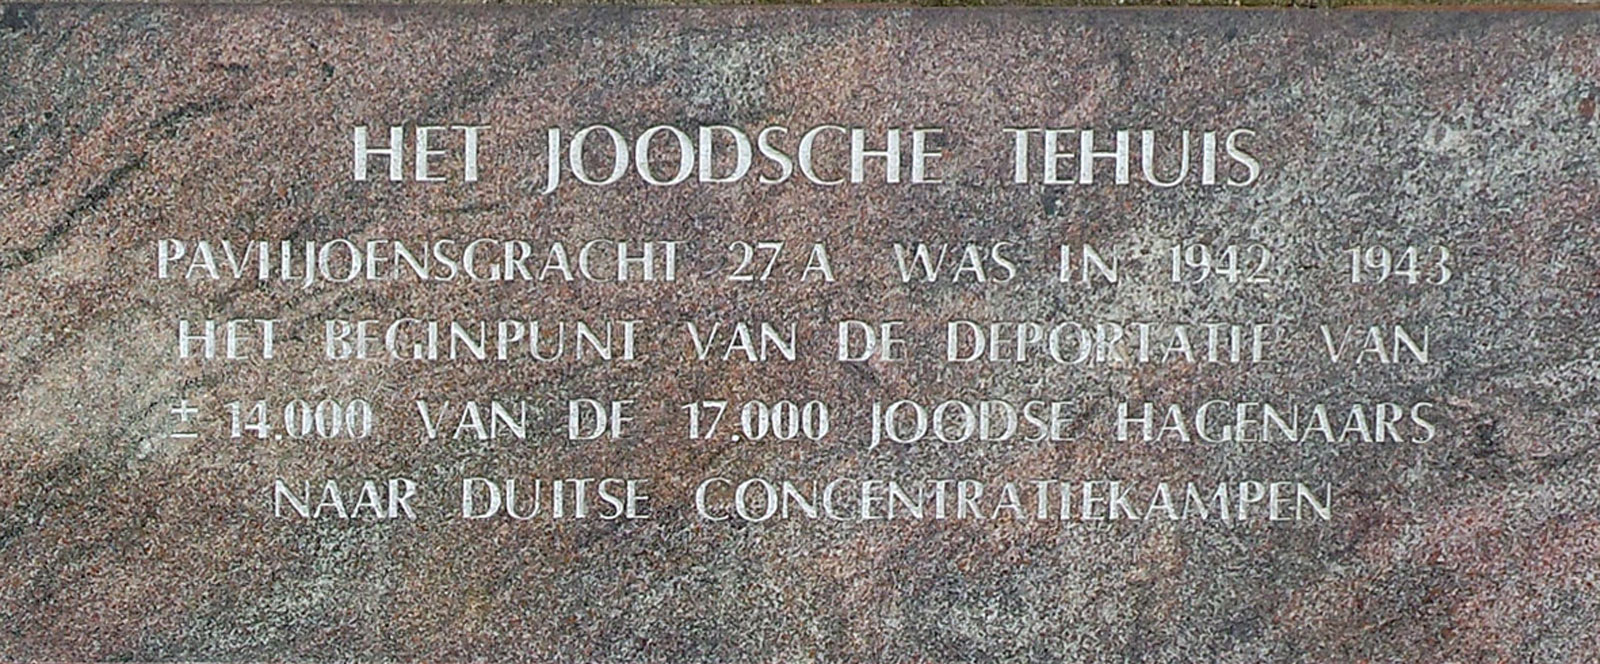 HET JOODSCHE TEHUIS
PAVILJOENSGRACHT 27A WAS IN 1942 1943
HET BEGINPUNT VAN DE DEPORTATIE VAN
± 14.000 VAN DE 17.000 JOODSE HAGENAARS
NAAR DUITSE CONCENTRATIEKAMPEN